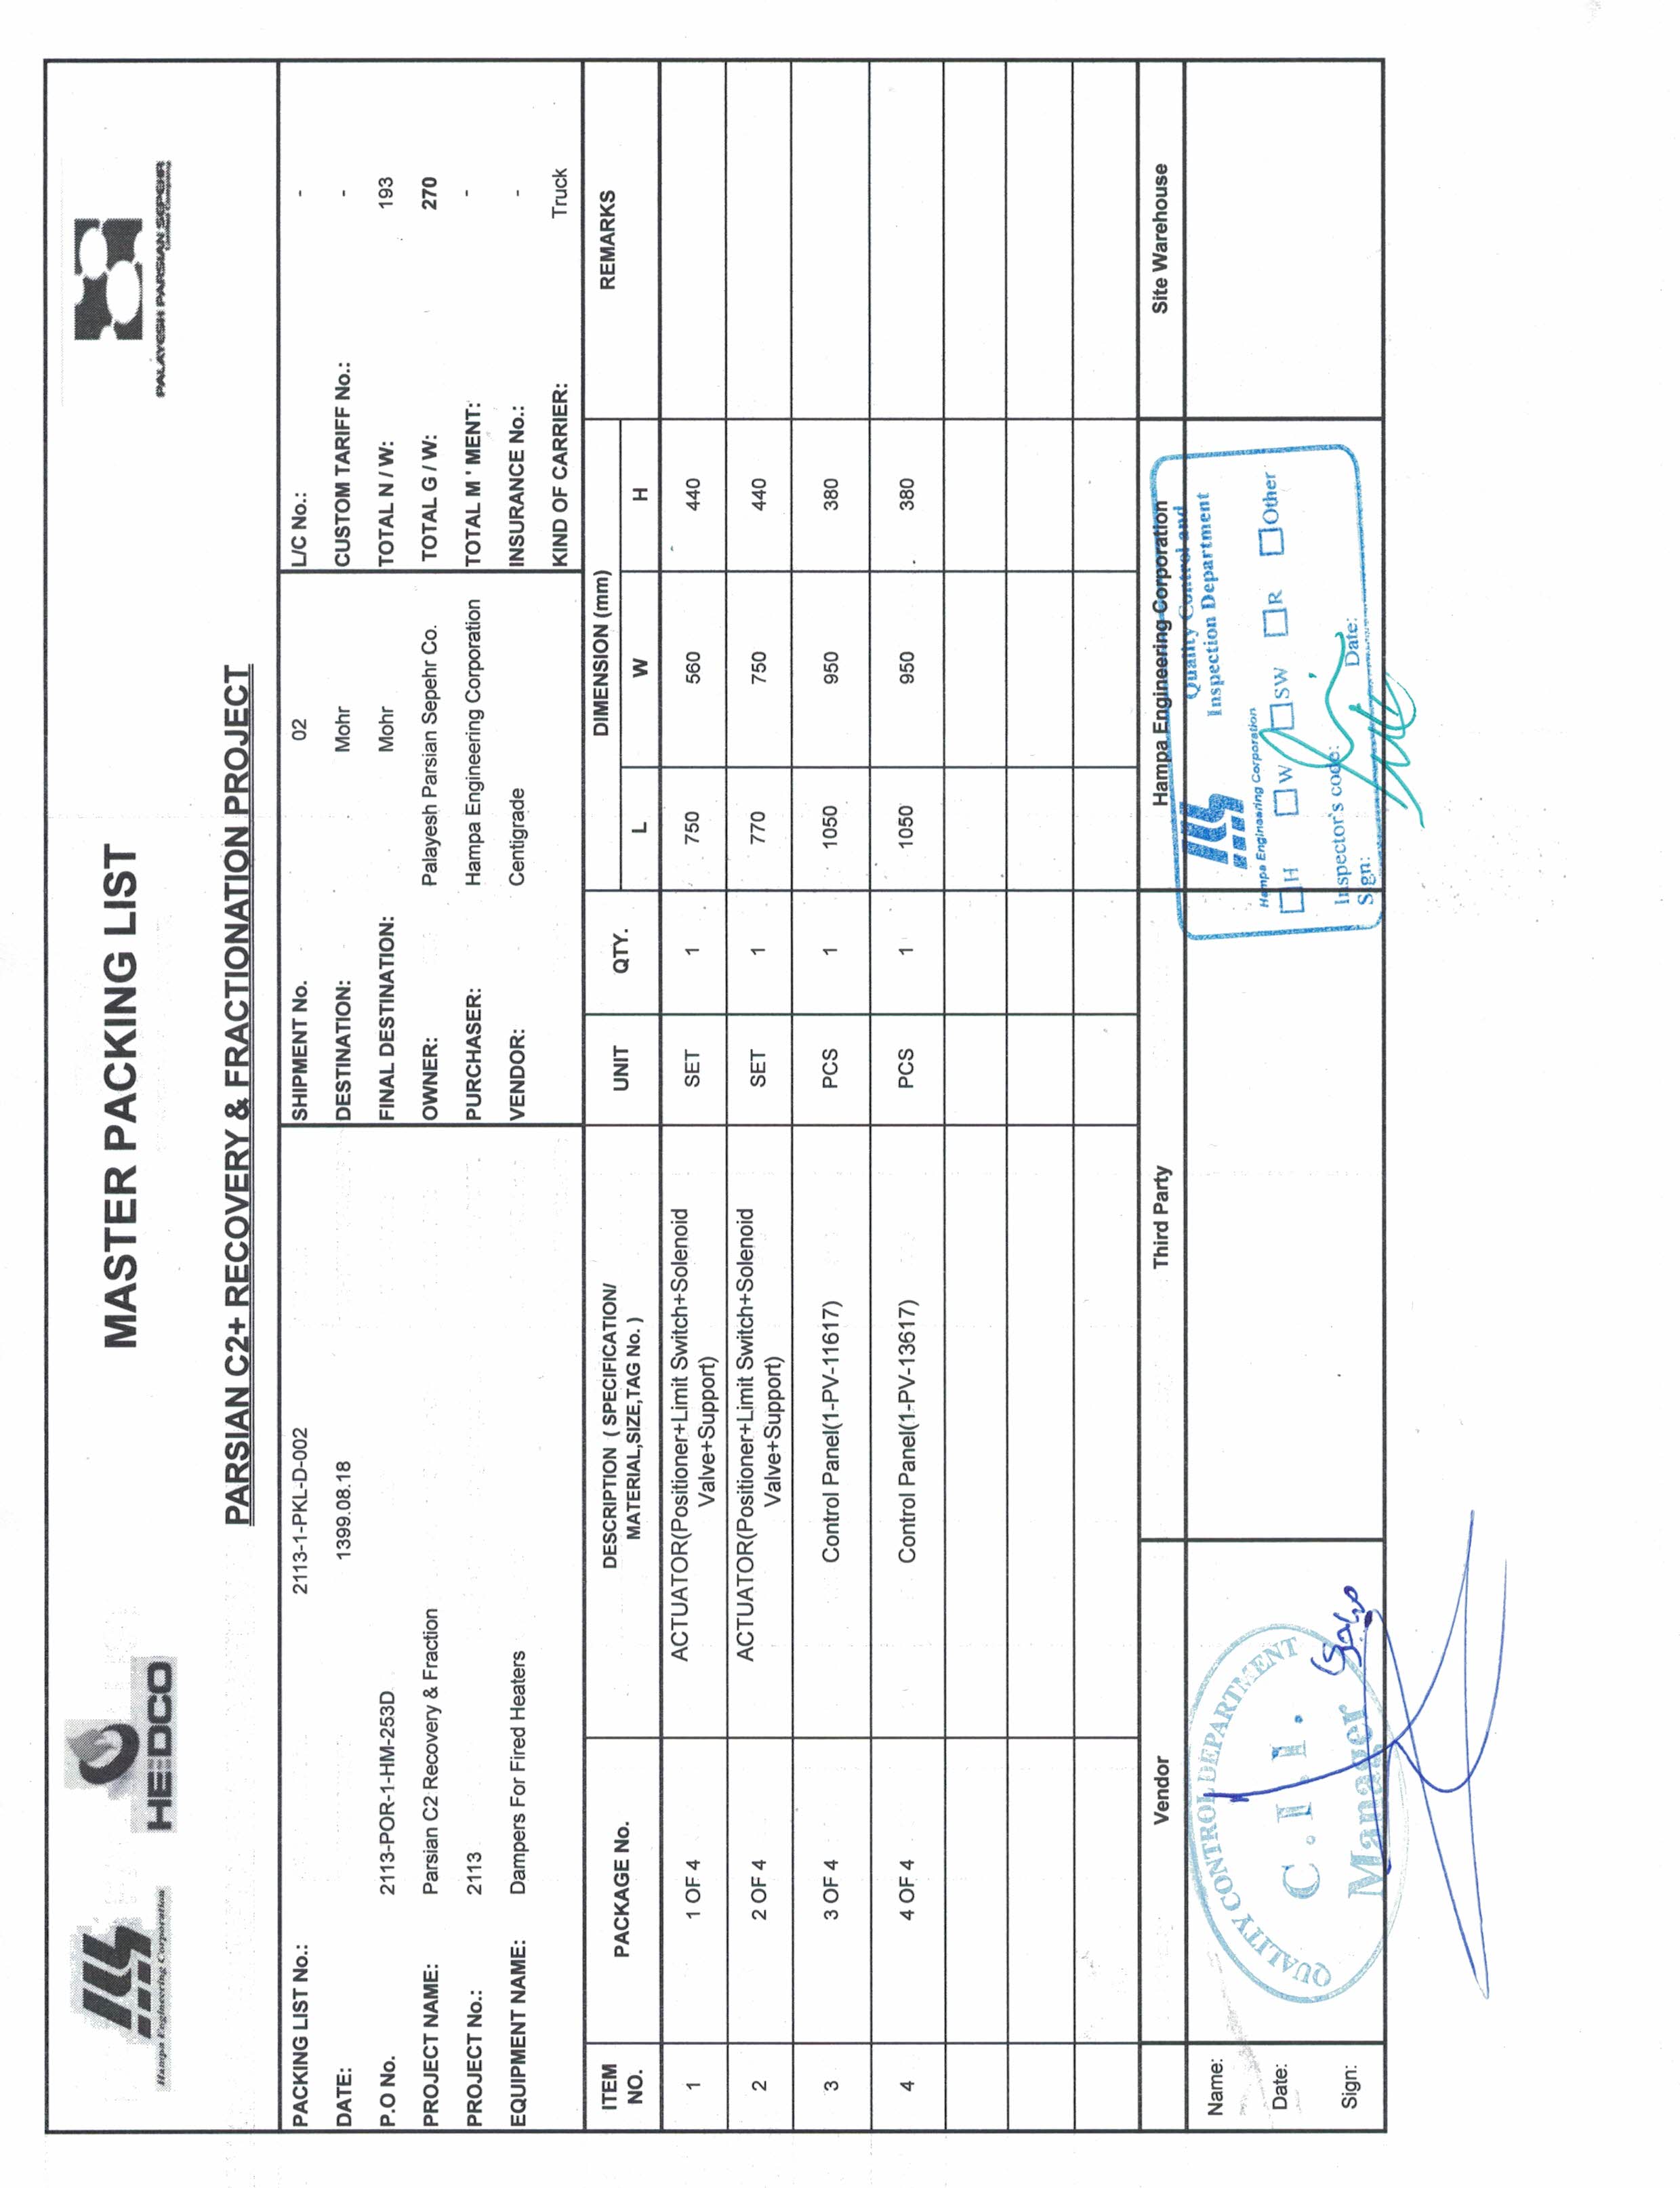 Hampa Engineering Corporation
HEDCO
MASTER PACKING LIST
PALAYESH PARSIAN SEPEHR
PARSIAN C2+ RECOVERY & FRACTIONATION PROJECT
PACKING LIST No.: 2113-1-PKL-D-002 SHIPMENT No. 02 L/C No.: -
DATE: 1399.08.18 DESTINATION: Mohr CUSTOM TARIFF No.: -
P.O No. 2113-POR-1-HM-253D FINAL DESTINATION: Mohr TOTAL N / W: 193
PROJECT NAME: Parsian C2 Recovery & Fraction OWNER: Palayesh Parsian Sepehr Co. TOTAL G / W: 270
PROJECT No.: 2113 PURCHASER: Hampa Engineering Corporation TOTAL M ' MENT: -
EQUIPMENT NAME: Dampers For Fired Heaters VENDOR: Centigrade INSURANCE No.: -
KIND OF CARRIER: Truck
ITEM NO. PACKAGE No. DESCRIPTION ( SPECIFICATION/ MATERIAL,SIZE,TAG No. ) UNIT QTY. DIMENSION (mm) REMARKS
L W H
1 1 OF 4 ACTUATOR(Positioner+Limit Switch+Solenoid Valve+Support) SET 1 750 560 440
2 2 OF 4 ACTUATOR(Positioner+Limit Switch+Solenoid Valve+Support) SET 1 770 750 440
3 3 OF 4 Control Panel(1-PV-11617) PCS 1 1050 950 380
4 4 OF 4 Control Panel(1-PV-13617) PCS 1 1050 950 380
Vendor Third Party Hampa Engineering Corporation Site Warehouse
Name:
Date:
Sign:
QUALITY CONTROL DEPARTMENT
C.I.I.
Manager
Quality Control and
Inspection Department
Hampa Engineering Corporation
H W SW R Other
Inspector's code:
Sign: Date: